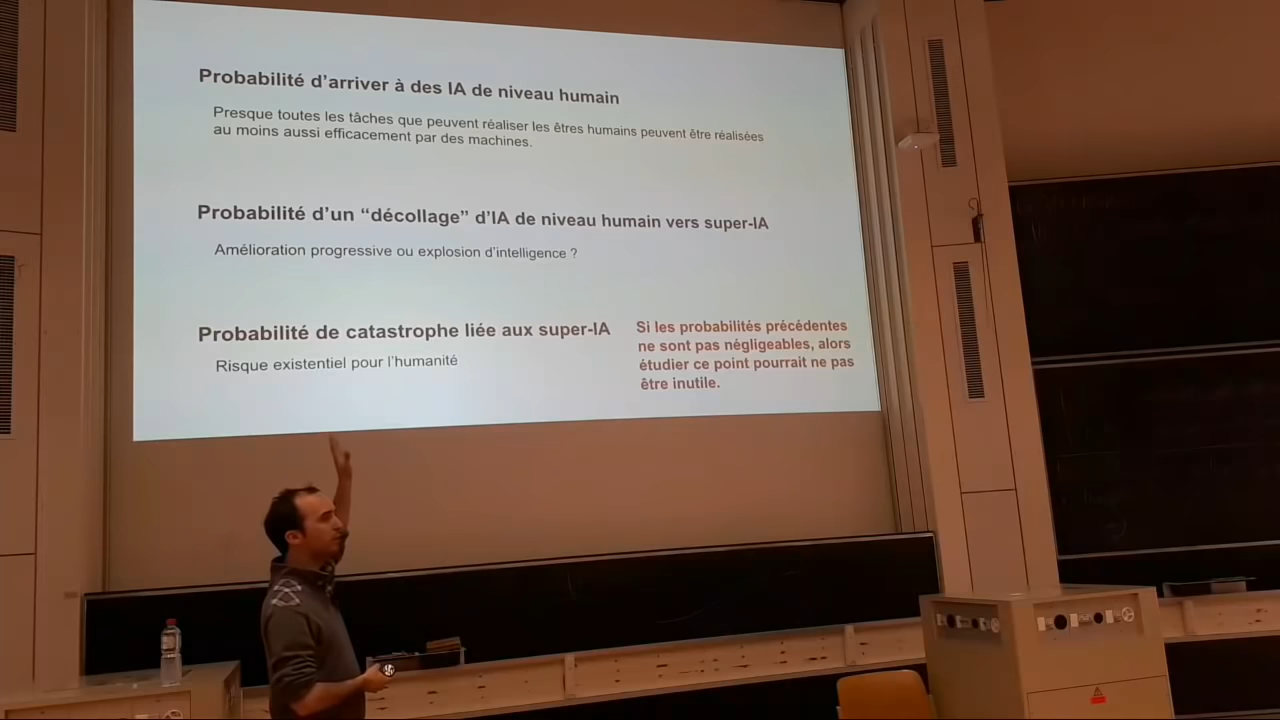 Probabilité d’arriver à des IA de niveau humain
Presque toutes les tâches que peuvent réaliser les êtres humains peuvent être réalisées
au moins aussi efficacement par des machines.
Probabilité d’un “décollage” d’IA de niveau humain vers super-IA
Amélioration progressive ou explosion d’intelligence ?
Probabilité de catastrophe liée aux super-IA
Risque existentiel pour l’humanité
Si les probabilités précédentes
ne sont pas négligeables, alors
étudier ce point pourrait ne pas
être inutile.